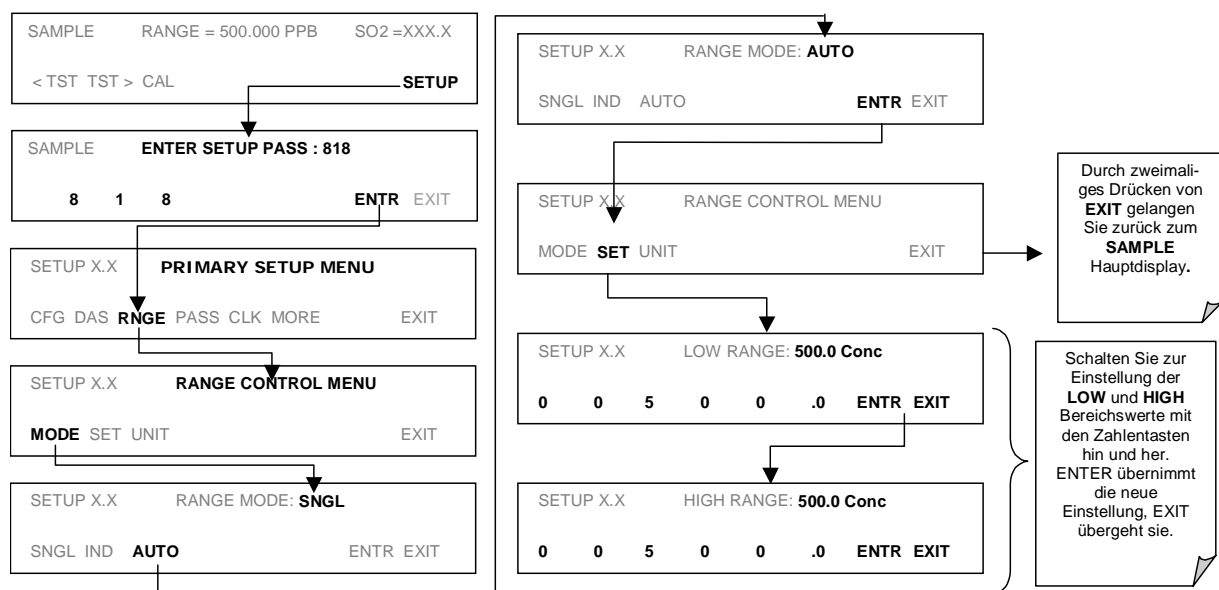 SAMPLE RANGE = 500.000 PPB SO2 =XXX.X
< TST TST > CAL SETUP
SAMPLE ENTER SETUP PASS : 818
8 1 8 ENTR EXIT
SETUP X.X PRIMARY SETUP MENU
CFG DAS RNGE PASS CLK MORE EXIT
SETUP X.X RANGE CONTROL MENU
MODE SET UNIT EXIT
SETUP X.X RANGE MODE: SNGL
SNGL IND AUTO ENTR EXIT
SETUP X.X RANGE MODE: AUTO
SNGL IND AUTO ENTR EXIT
SETUP X.X RANGE CONTROL MENU
MODE SET UNIT EXIT
SETUP X.X LOW RANGE: 500.0 Conc
0 0 5 0 0 .0 ENTR EXIT
SETUP X.X HIGH RANGE: 500.0 Conc
0 0 5 0 0 .0 ENTR EXIT
Durch zweimali-
ges Drücken von
EXIT gelangen
Sie zurück zum
SAMPLE
Hauptdisplay.
Schalten Sie zur
Einstellung der
LOW und HIGH
Bereichswerte mit
den Zahlentasten
hin und her.
ENTER übernimmt
die neue
Einstellung, EXIT
übergeht sie.